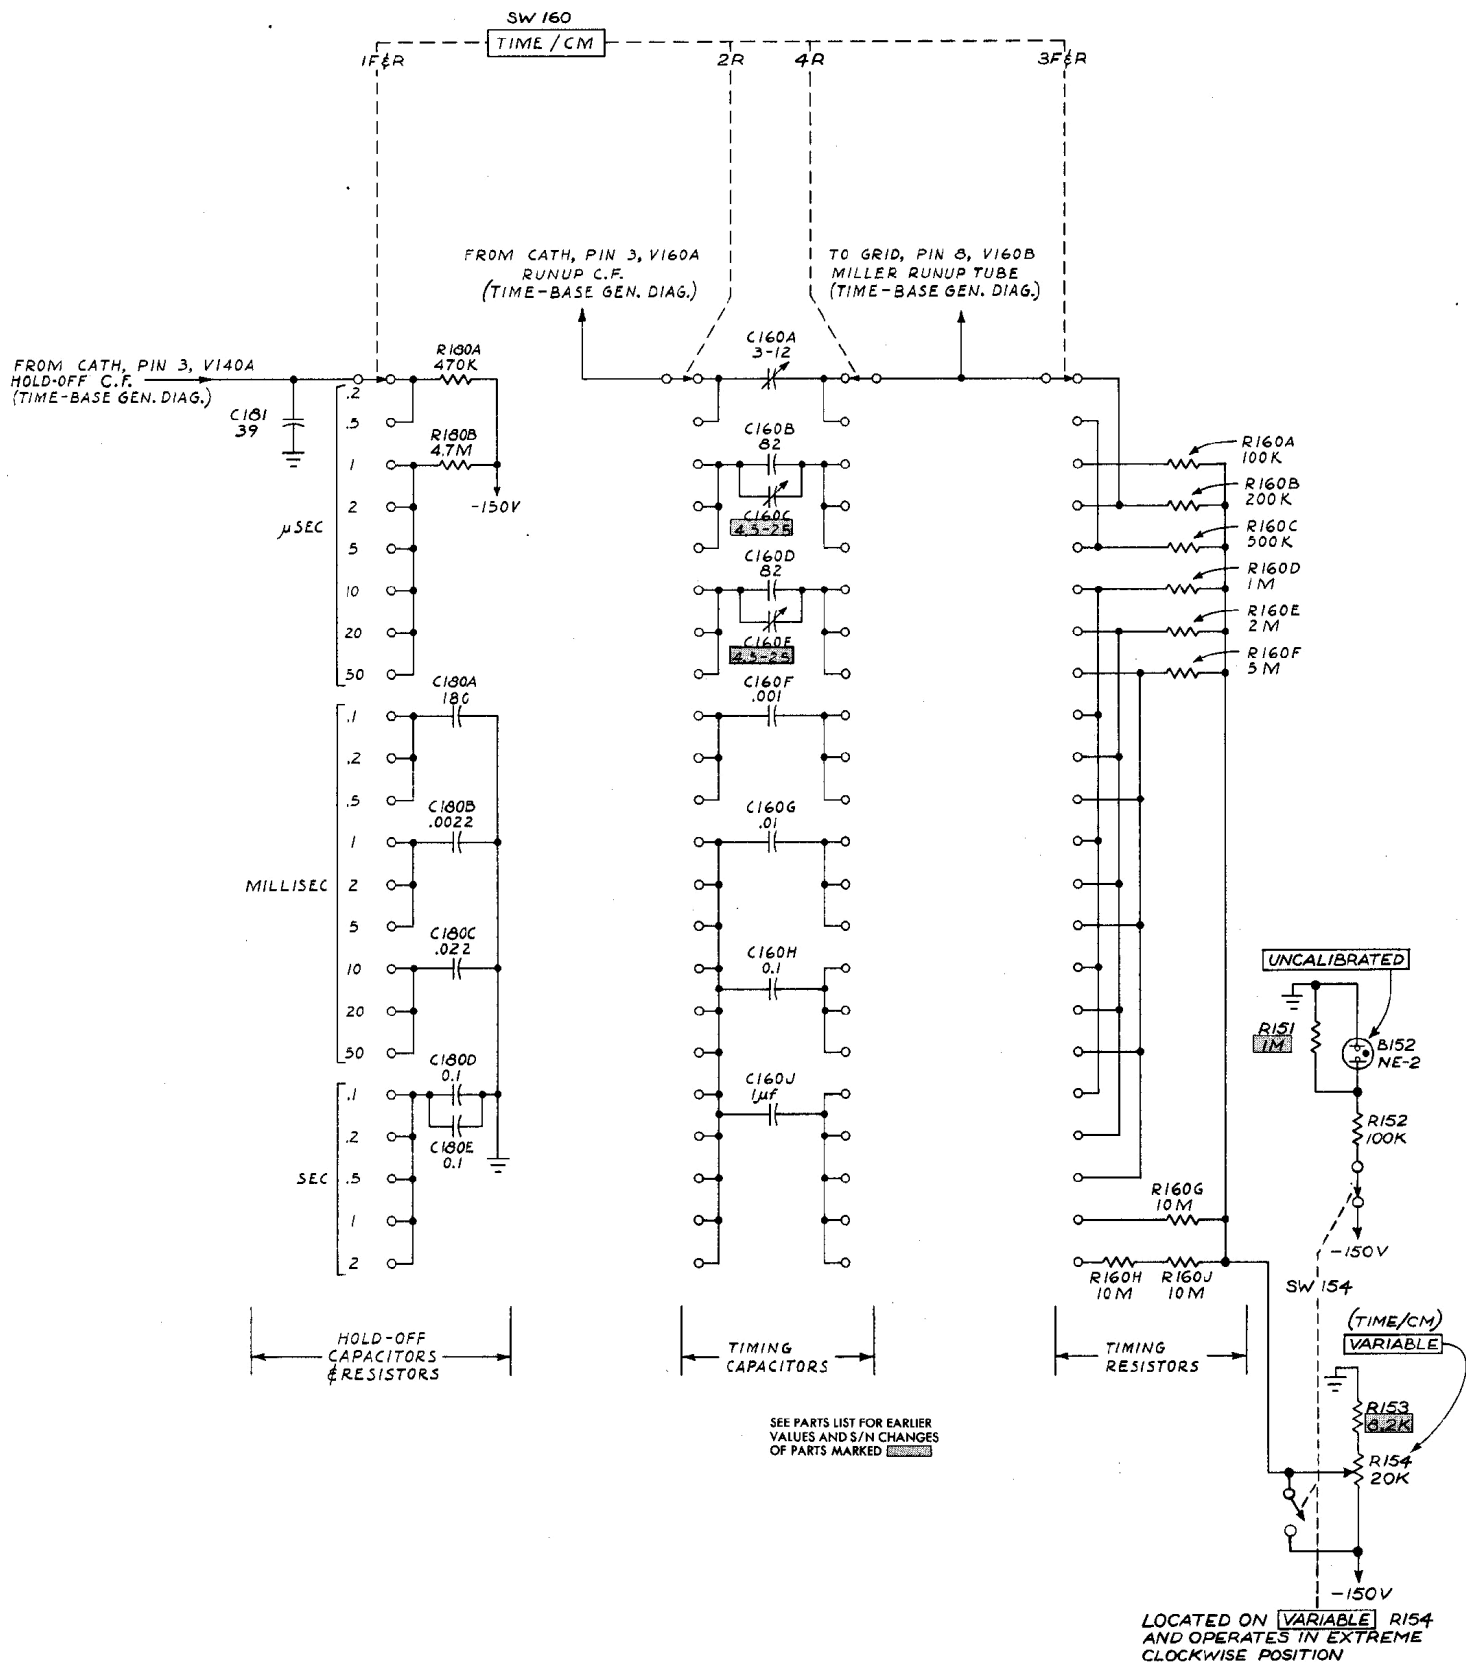 SW 160
TIME / CM
1F&R
2R
4R
3F&R
FROM CATH, PIN 3, V160A
RUNUP C.F.
(TIME-BASE GEN. DIAG.)
TO GRID, PIN 8, V160B
MILLER RUNUP TUBE
(TIME-BASE GEN. DIAG.)
FROM CATH, PIN 3, V140A
HOLD-OFF C.F.
(TIME-BASE GEN. DIAG.)
C181
39
R180A
470K
R180B
4.7M
-150V
µSEC
.2
.5
1
2
5
10
20
50
MILLISEC
.1
.2
.5
1
2
5
10
20
50
SEC
.1
.2
.5
1
2
C180A
180
C180B
.0022
C180C
.022
C180D
0.1
C180E
0.1
C160A
3-12
C160B
82
C160C
4.5-25
C160D
82
C160E
4.5-25
C160F
.001
C160G
.01
C160H
0.1
C160J
1µf
R160A
100K
R160B
200K
R160C
500K
R160D
1M
R160E
2M
R160F
5M
R160G
10M
R160H
10M
R160J
10M
UNCALIBRATED
R151
1M
B152
NE-2
R152
100K
-150V
SW 154
(TIME/CM)
VARIABLE
R153
8.2K
R154
20K
-150V
HOLD-OFF
CAPACITORS
& RESISTORS
TIMING
CAPACITORS
TIMING
RESISTORS
SEE PARTS LIST FOR EARLIER
VALUES AND S/N CHANGES
OF PARTS MARKED
LOCATED ON VARIABLE R154
AND OPERATES IN EXTREME
CLOCKWISE POSITION